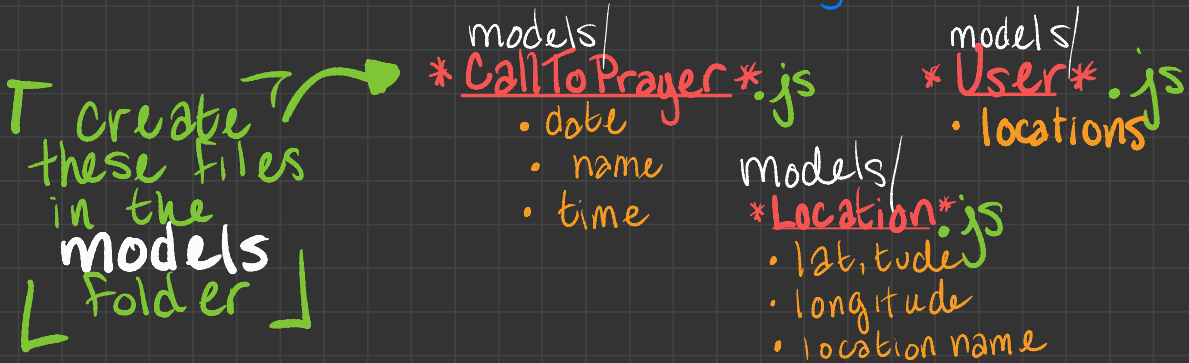 Create
these files
in the
models
folder
models/
*CallToPrayer*.js
• date
• name
• time
models/
*User*.js
• locations
models/
*Location*.js
• latitude
• longitude
• location name